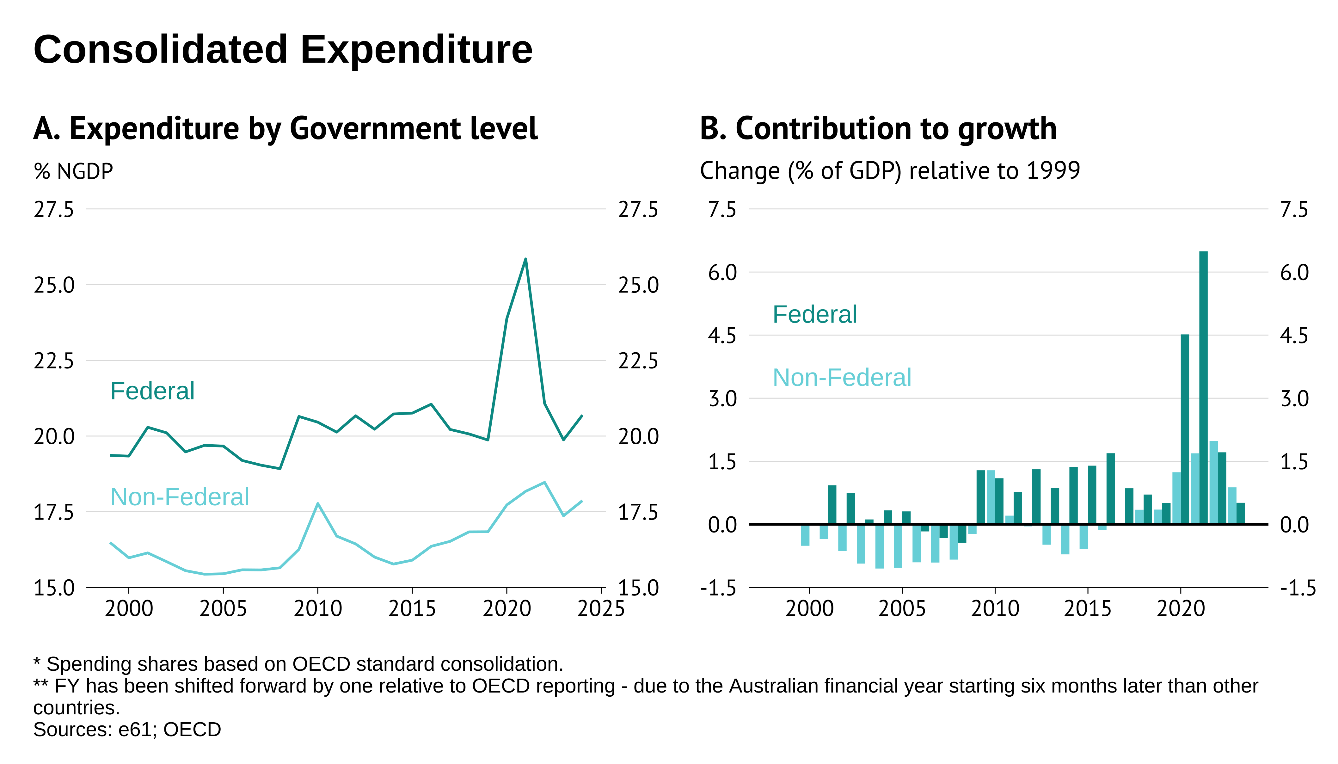 Consolidated Expenditure
A. Expenditure by Government level
% NGDP
27.5
25.0
22.5
20.0
17.5
15.0
27.5
25.0
22.5
20.0
17.5
15.0
Federal
Non-Federal
2000 2005 2010 2015 2020 2025
B. Contribution to growth
Change (% of GDP) relative to 1999
7.5
6.0
4.5
3.0
1.5
0.0
-1.5
7.5
6.0
4.5
3.0
1.5
0.0
-1.5
Federal
Non-Federal
2000 2005 2010 2015 2020
* Spending shares based on OECD standard consolidation.
** FY has been shifted forward by one relative to OECD reporting - due to the Australian financial year starting six months later than other
countries.
Sources: e61; OECD